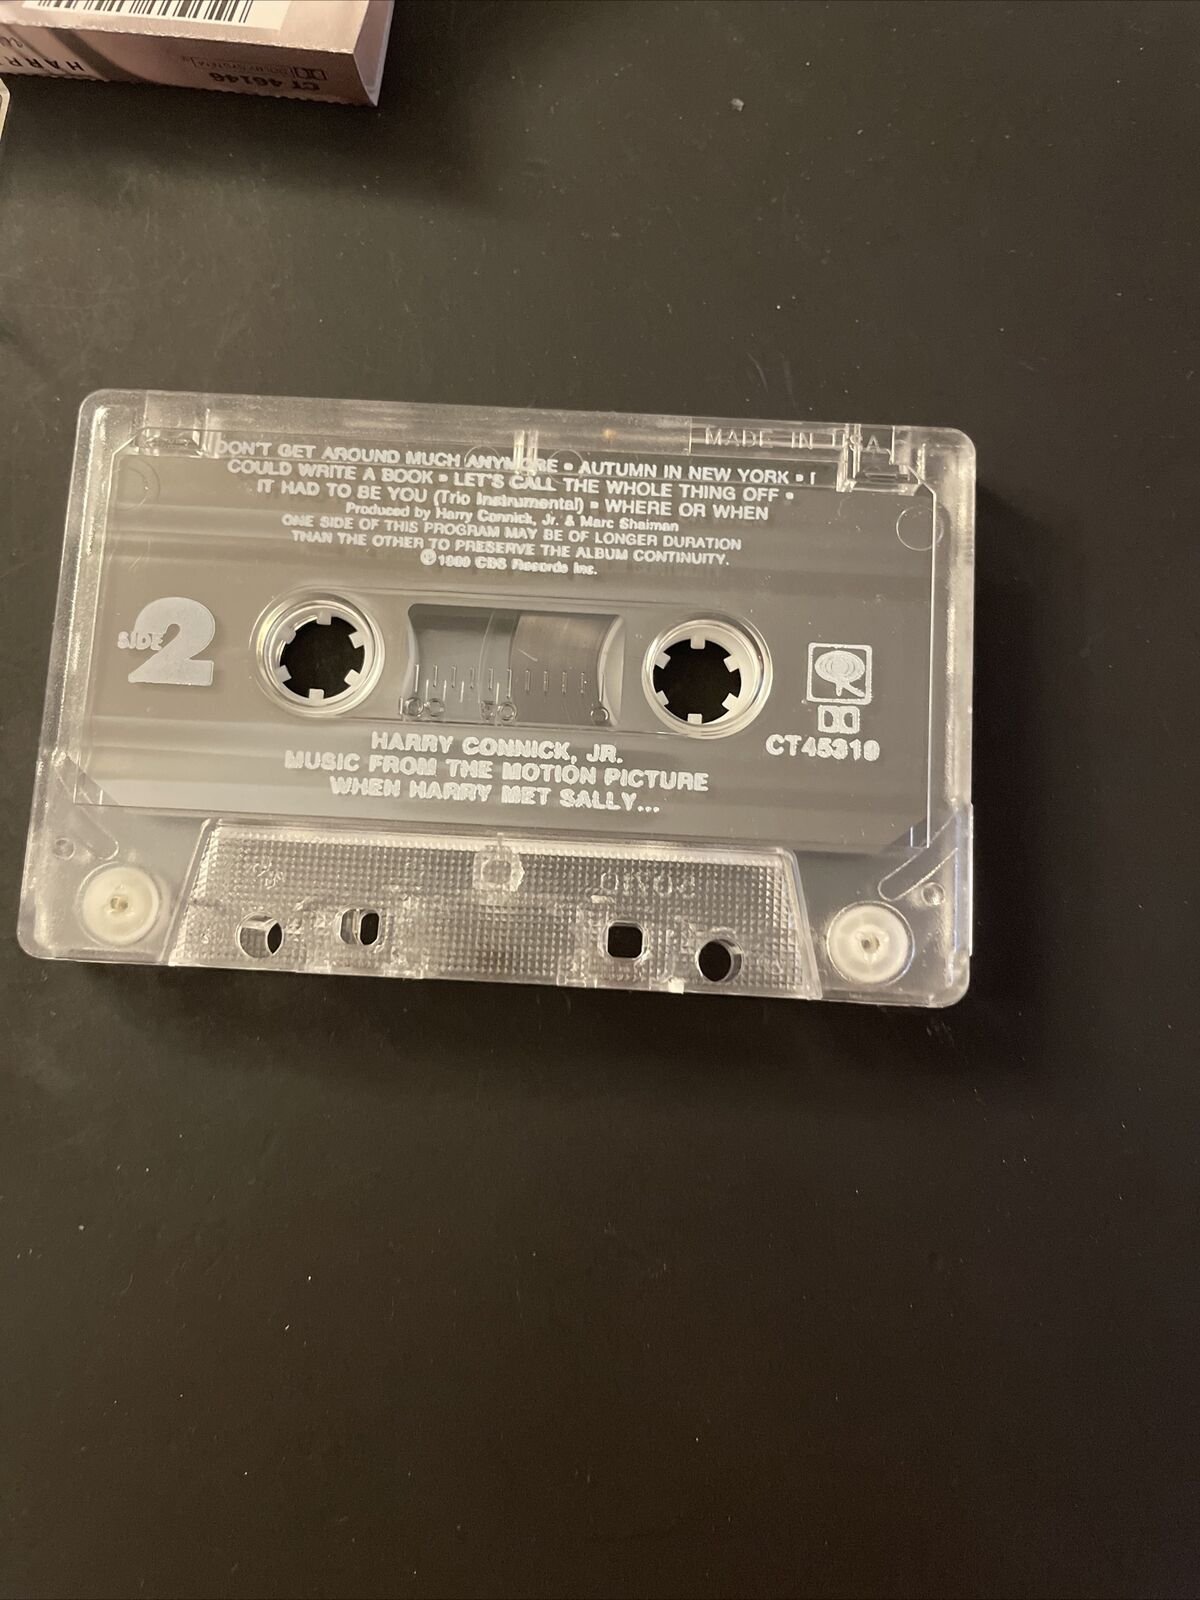 HARR
CT 46146
DOLBY SYSTEM
MADE IN USA
DON'T GET AROUND MUCH ANYMORE • AUTUMN IN NEW YORK • I
COULD WRITE A BOOK • LET'S CALL THE WHOLE THING OFF •
IT HAD TO BE YOU (Trio Instrumental) • WHERE OR WHEN
Produced by Harry Connick, Jr. & Marc Shaiman
ONE SIDE OF THIS PROGRAM MAY BE OF LONGER DURATION
THAN THE OTHER TO PRESERVE THE ALBUM CONTINUITY.
℗ 1989 CBS Records Inc.
SIDE 2
CT45319
HARRY CONNICK, JR.
MUSIC FROM THE MOTION PICTURE
WHEN HARRY MET SALLY...